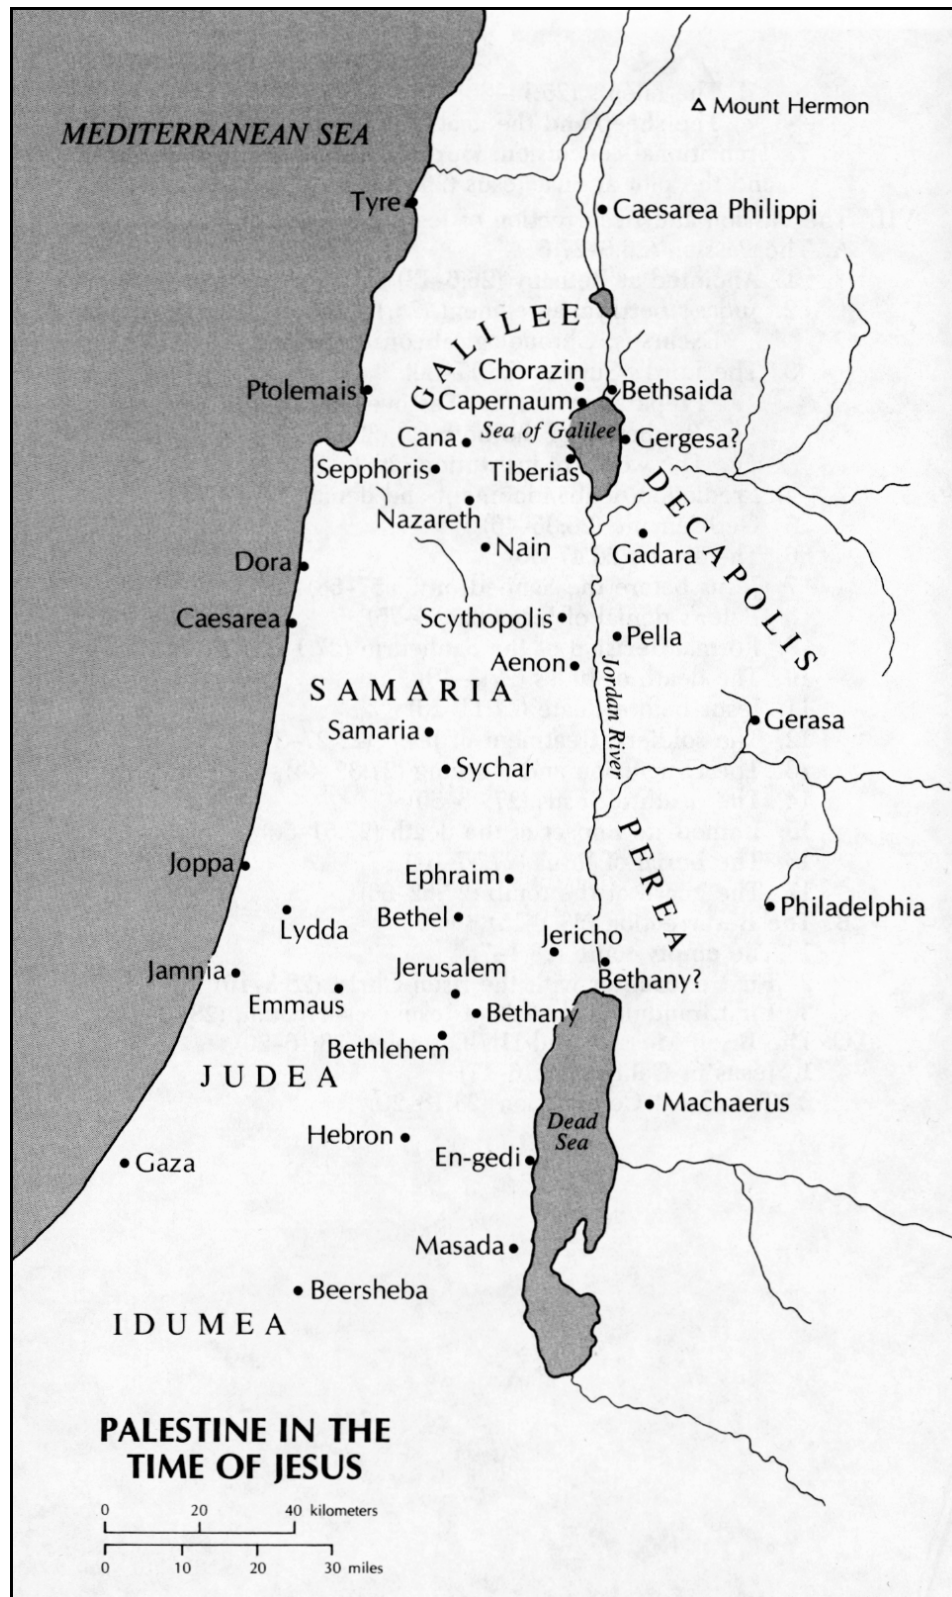 Mount Hermon
MEDITERRANEAN SEA
Tyre
Caesarea Philippi
GALILEE
Chorazin
Ptolemais
Bethsaida
Capernaum
Cana
Sea of Galilee
Gergesa?
Sepphoris
Tiberias
DECAPOLIS
Nazareth
Nain
Gadara
Dora
Caesarea
Scythopolis
Pella
Aenon
Jordan River
SAMARIA
Gerasa
Samaria
Sychar
PEREA
Joppa
Ephraim
Philadelphia
Lydda
Bethel
Jericho
Jamnia
Jerusalem
Bethany?
Emmaus
Bethany
Bethlehem
JUDEA
Machaerus
Dead
Sea
Hebron
En-gedi
Gaza
Masada
Beersheba
IDUMEA
PALESTINE IN THE
TIME OF JESUS
0 20 40 kilometers
0 10 20 30 miles